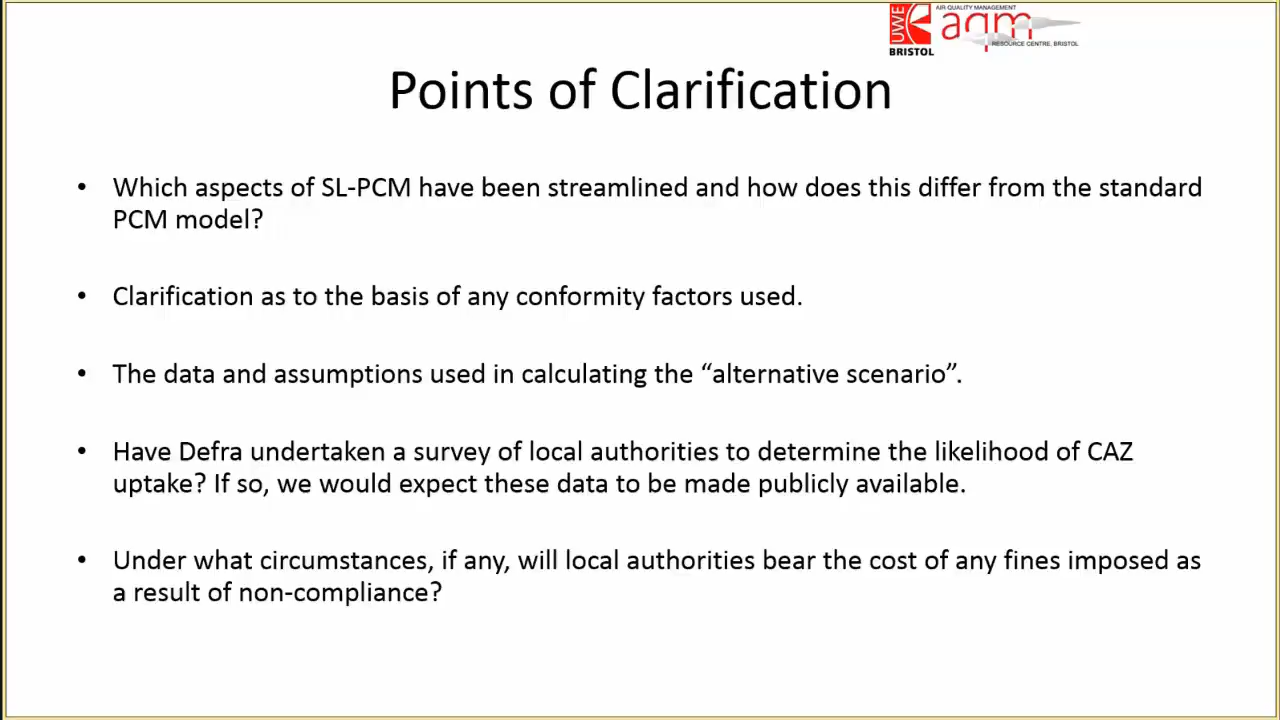 AIR QUALITY MANAGEMENT
UWE
aqm
RESOURCE CENTRE, BRISTOL
BRISTOL
Points of Clarification
• Which aspects of SL-PCM have been streamlined and how does this differ from the standard
PCM model?
• Clarification as to the basis of any conformity factors used.
• The data and assumptions used in calculating the “alternative scenario”.
• Have Defra undertaken a survey of local authorities to determine the likelihood of CAZ
uptake? If so, we would expect these data to be made publicly available.
• Under what circumstances, if any, will local authorities bear the cost of any fines imposed as
a result of non-compliance?